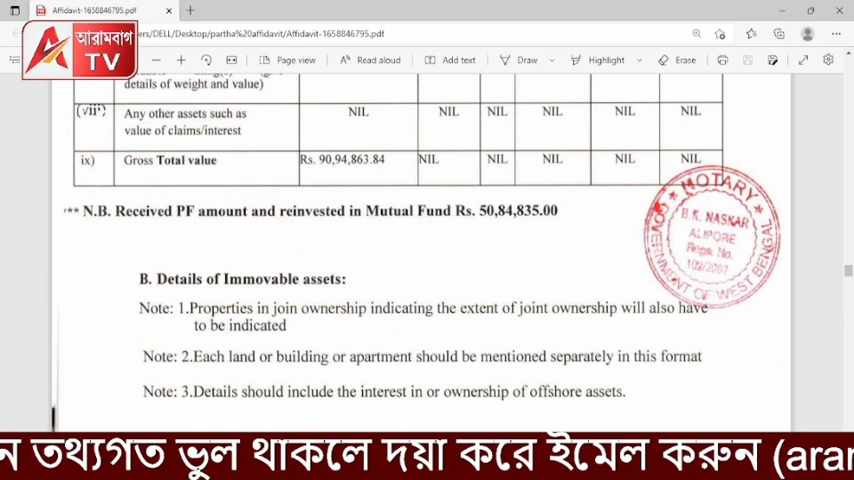 Affidavit-1658846795.pdf
ers/DELL/Desktop/partha%20affidavit/Affidavit-1658846795.pdf
আরামবাগ
TV
Page view
Read aloud
Add text
Draw
Highlight
Erase
details of weight and value)
(vii) Any other assets such as NIL NIL NIL NIL NIL NIL
value of claims/interest
ix) Gross Total value Rs. 90,94,863.84 NIL NIL NIL NIL NIL
*** N.B. Received PF amount and reinvested in Mutual Fund Rs. 50,84,835.00
NOTARY
B.K. NASKAR
ALIPORE
Regn. No.
GOVERNMENT OF WEST BENGAL
B. Details of Immovable assets:
Note: 1.Properties in join ownership indicating the extent of joint ownership will also have
to be indicated
Note: 2.Each land or building or apartment should be mentioned separately in this format
Note: 3.Details should include the interest in or ownership of offshore assets.
ন তথ্যগত ভুল থাকলে দয়া করে ইমেল করুন (arar